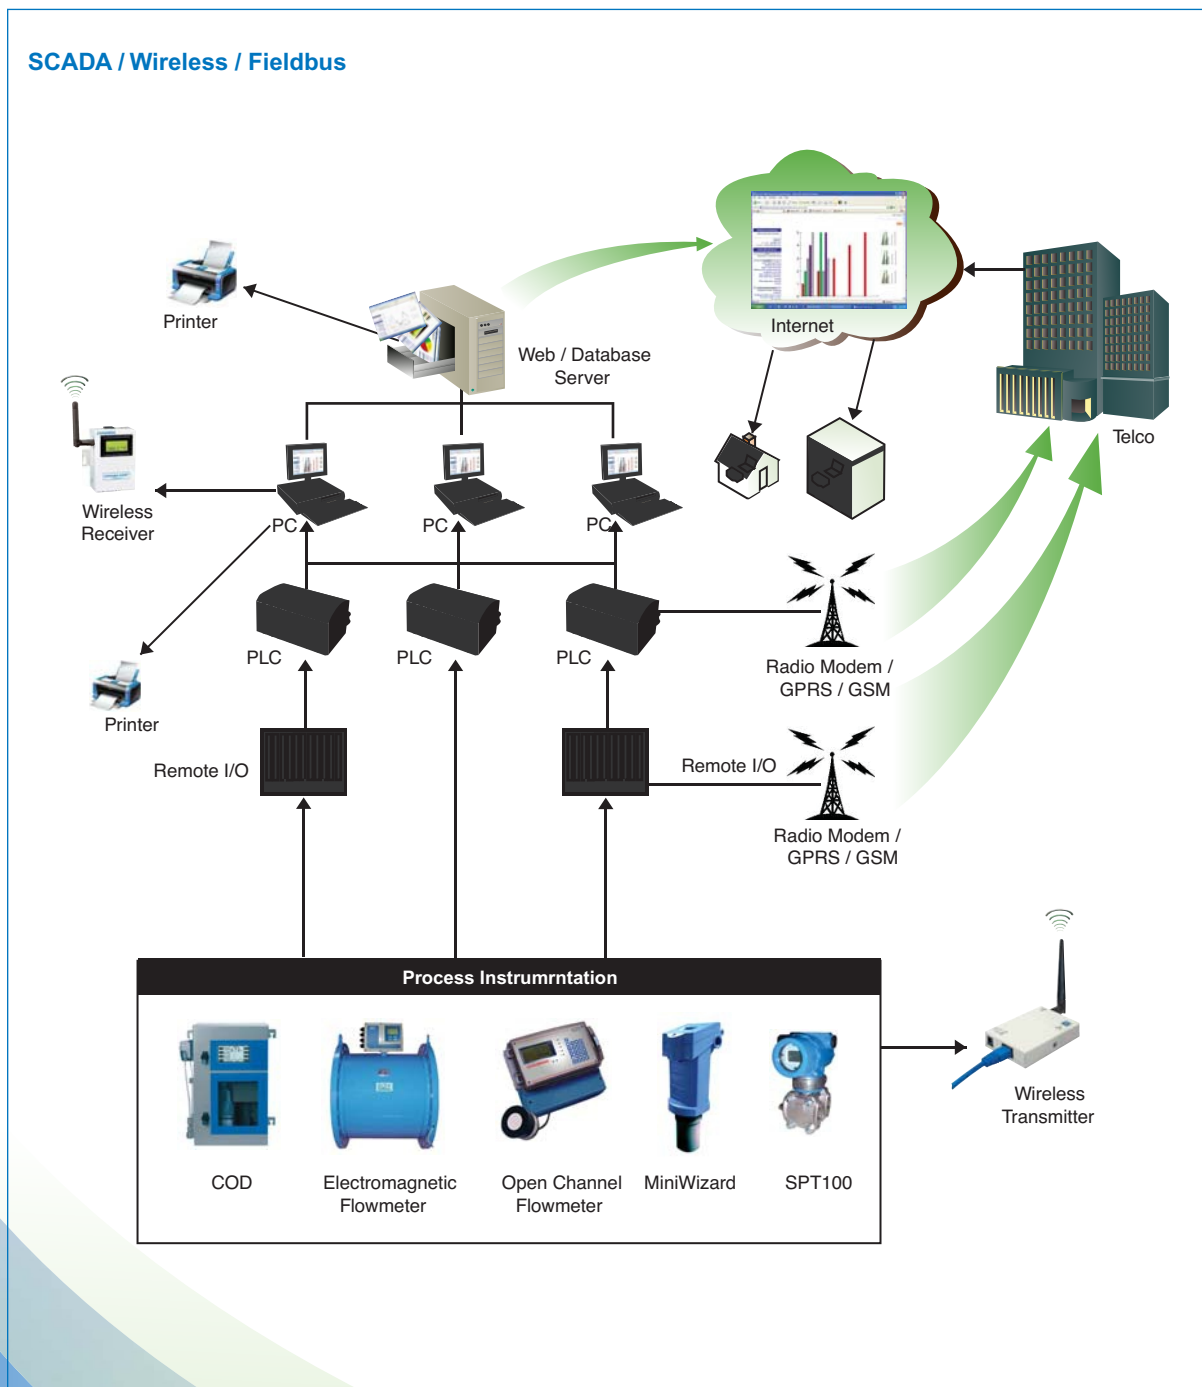 SCADA / Wireless / Fieldbus
Printer
Internet
Web / Database
Server
Telco
Wireless
Receiver
PC
PC
PC
PLC
PLC
PLC
Radio Modem /
GPRS / GSM
Printer
Remote I/O
Remote I/O
Radio Modem /
GPRS / GSM
Process Instrumrntation
Wireless
Transmitter
COD
Electromagnetic
Flowmeter
Open Channel
Flowmeter
MiniWizard
SPT100